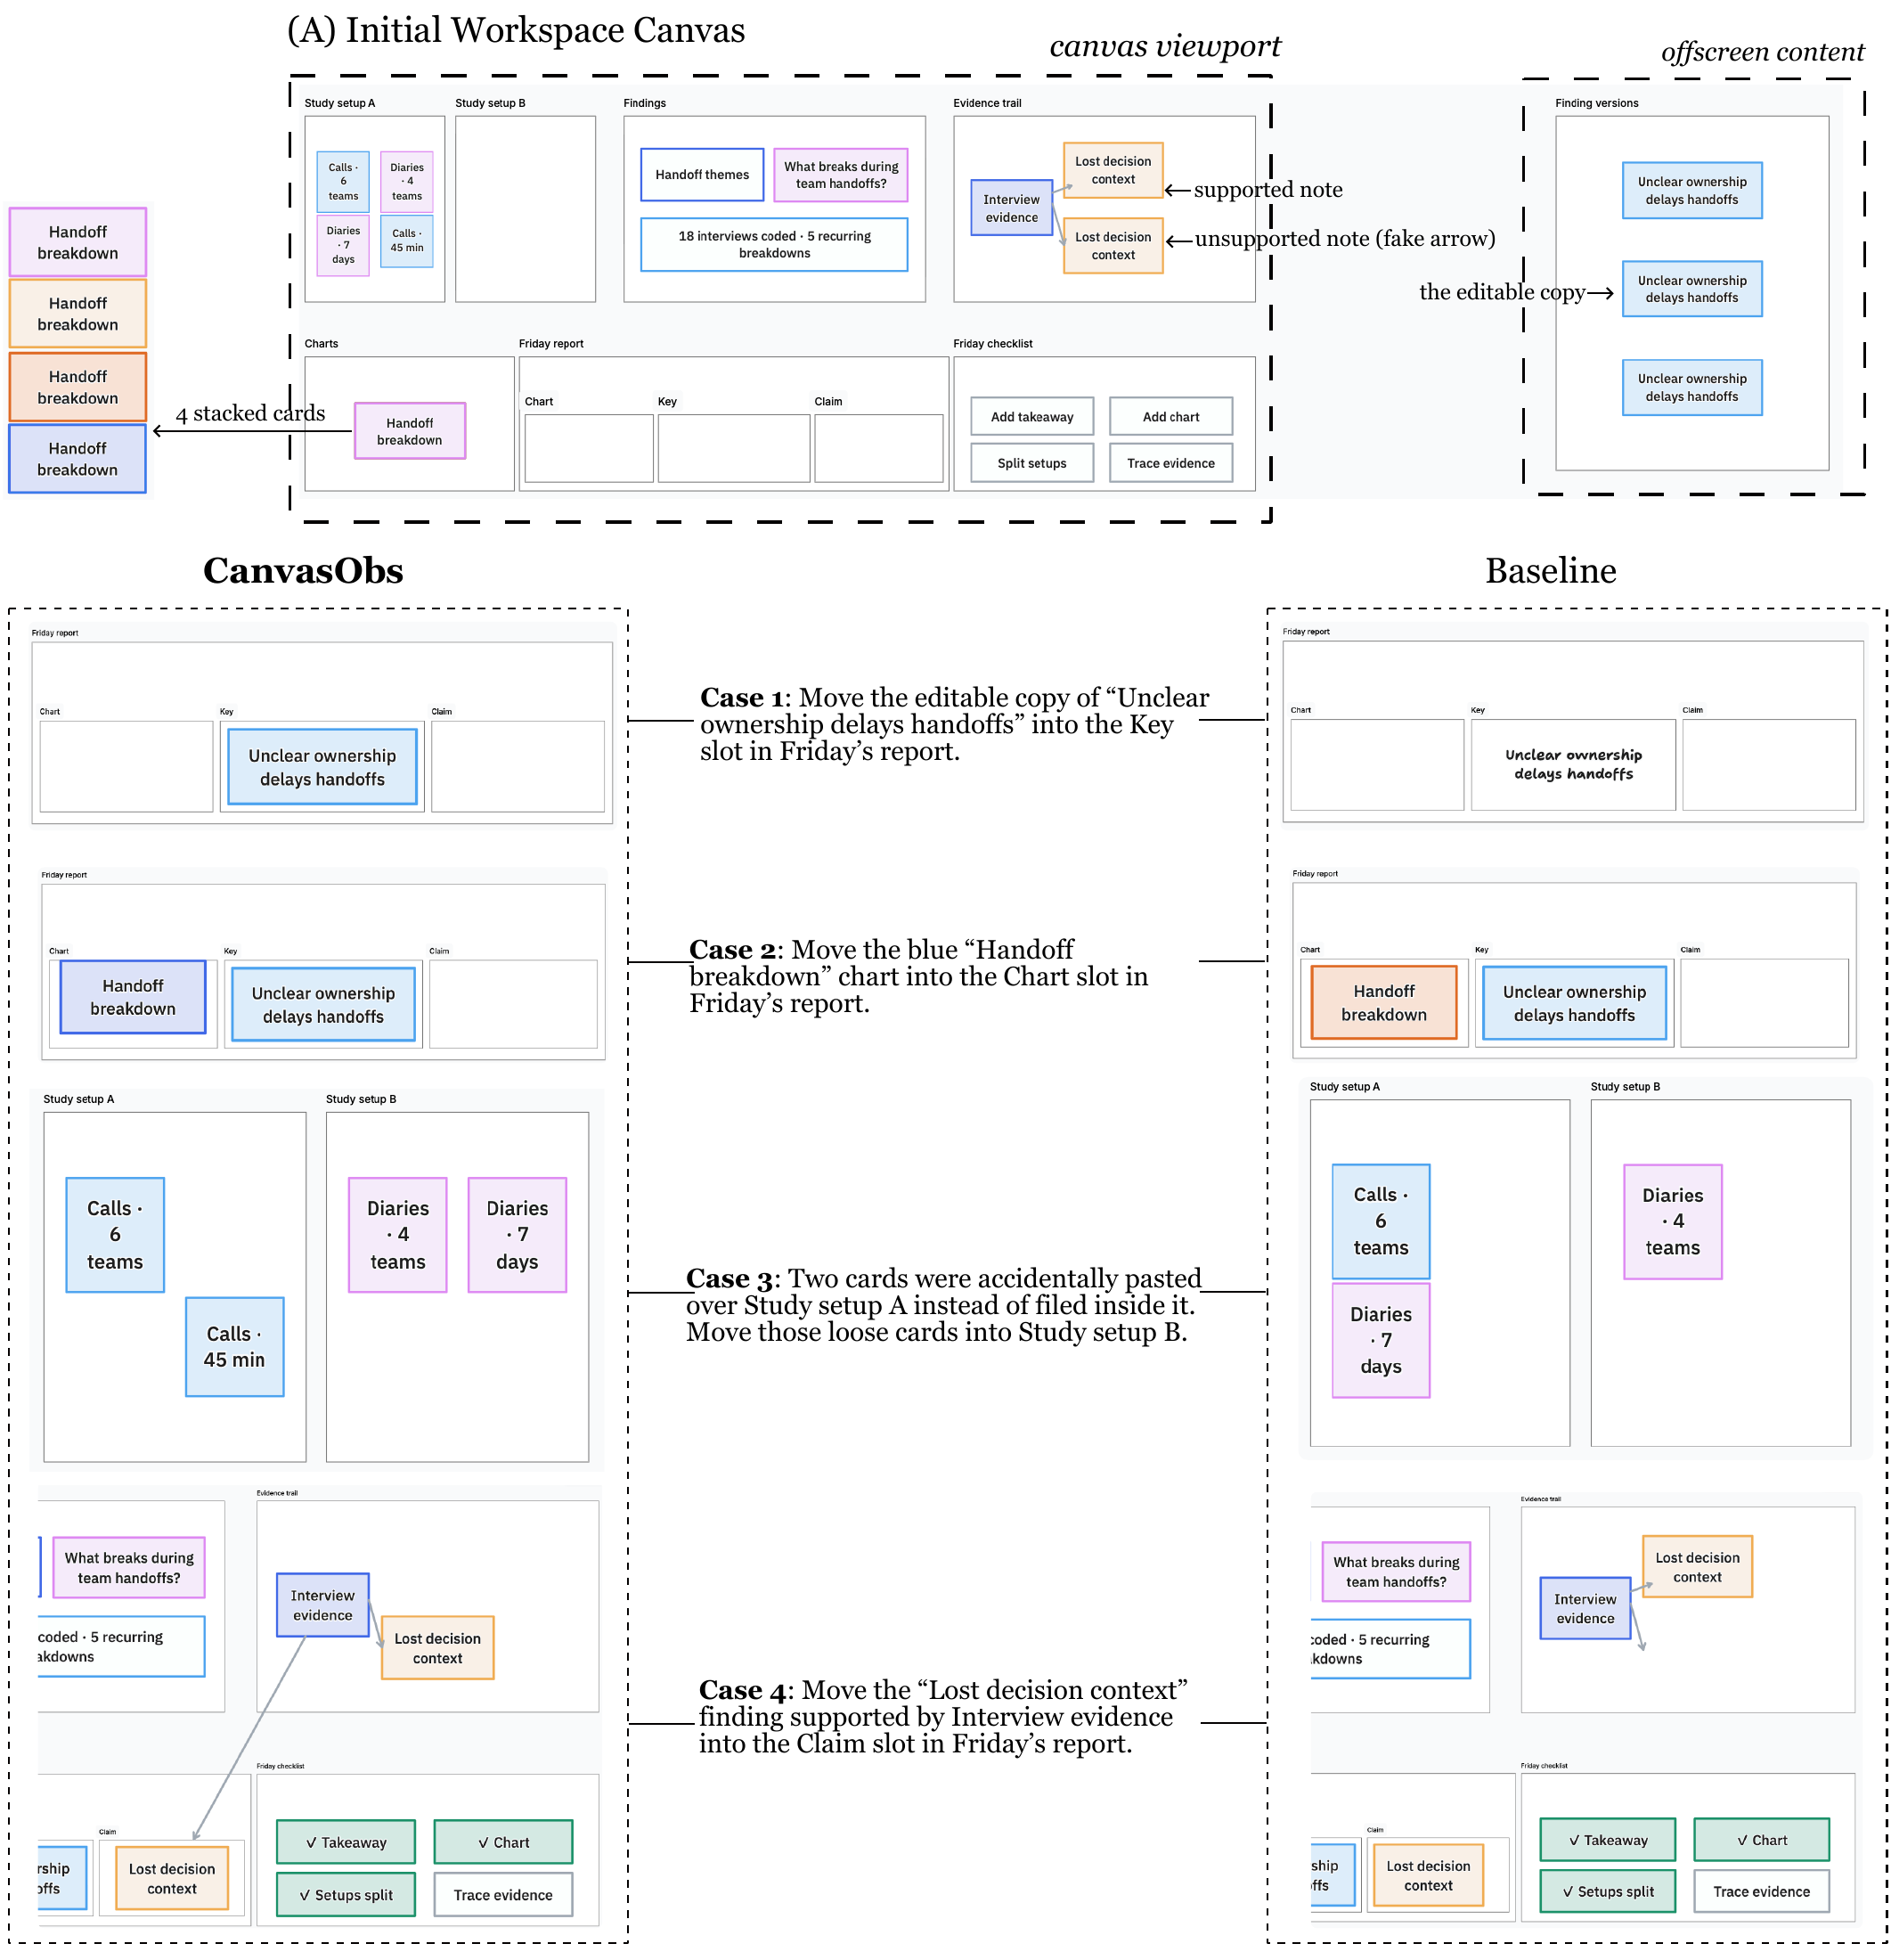 (A) Initial Workspace Canvas
canvas viewport
offscreen content
Study setup A
Study setup B
Findings
Evidence trail
Finding versions
Calls ·
6
teams
Diaries
· 4
teams
Diaries
· 7
days
Calls ·
45 min
Handoff themes
What breaks during
team handoffs?
18 interviews coded · 5 recurring
breakdowns
Interview
evidence
Lost decision
context
Lost decision
context
supported note
unsupported note (fake arrow)
Unclear ownership
delays handoffs
the editable copy
Unclear ownership
delays handoffs
Unclear ownership
delays handoffs
Handoff
breakdown
Handoff
breakdown
Handoff
breakdown
Handoff
breakdown
4 stacked cards
Charts
Handoff
breakdown
Friday report
Chart
Key
Claim
Friday checklist
Add takeaway
Add chart
Split setups
Trace evidence
CanvasObs
Baseline
Friday report
Chart
Key
Claim
Unclear ownership
delays handoffs
Case 1: Move the editable copy of “Unclear
ownership delays handoffs” into the Key
slot in Friday’s report.
Friday report
Chart
Key
Claim
Unclear ownership
delays handoffs
Friday report
Chart
Key
Claim
Handoff
breakdown
Unclear ownership
delays handoffs
Case 2: Move the blue “Handoff
breakdown” chart into the Chart slot in
Friday’s report.
Friday report
Chart
Key
Claim
Handoff
breakdown
Unclear ownership
delays handoffs
Study setup A
Study setup B
Calls ·
6
teams
Calls ·
45 min
Diaries
· 4
teams
Diaries
· 7
days
Case 3: Two cards were accidentally pasted
over Study setup A instead of filed inside it.
Move those loose cards into Study setup B.
Study setup A
Study setup B
Calls ·
6
teams
Diaries
· 7
days
Diaries
· 4
teams
Evidence trail
What breaks during
team handoffs?
coded · 5 recurring
akdowns
Interview
evidence
Lost decision
context
Claim
rship
offs
Lost decision
context
Friday checklist
✓ Takeaway
✓ Chart
✓ Setups split
Trace evidence
Case 4: Move the “Lost decision context”
finding supported by Interview evidence
into the Claim slot in Friday’s report.
Evidence trail
What breaks during
team handoffs?
coded · 5 recurring
kdowns
Interview
evidence
Lost decision
context
Claim
ship
offs
Lost decision
context
Friday checklist
✓ Takeaway
✓ Chart
✓ Setups split
Trace evidence